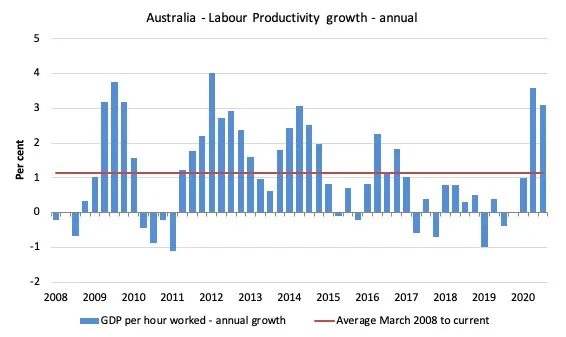 Australia - Labour Productivity growth - annual
5
4
3
2
1
0
-1
-2
Per cent
2008 2009 2010 2011 2012 2013 2014 2015 2016 2017 2018 2019 2020
GDP per hour worked - annual growth Average March 2008 to current